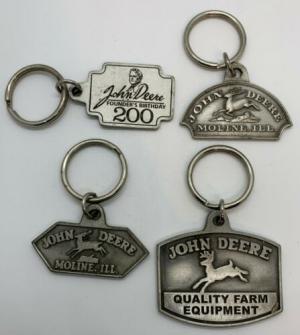 John Deere
FOUNDER'S BIRTHDAY
200
JOHN DEERE
MOLINE, ILL.
JOHN DEERE
MOLINE, ILL
JOHN DEERE
QUALITY FARM
EQUIPMENT